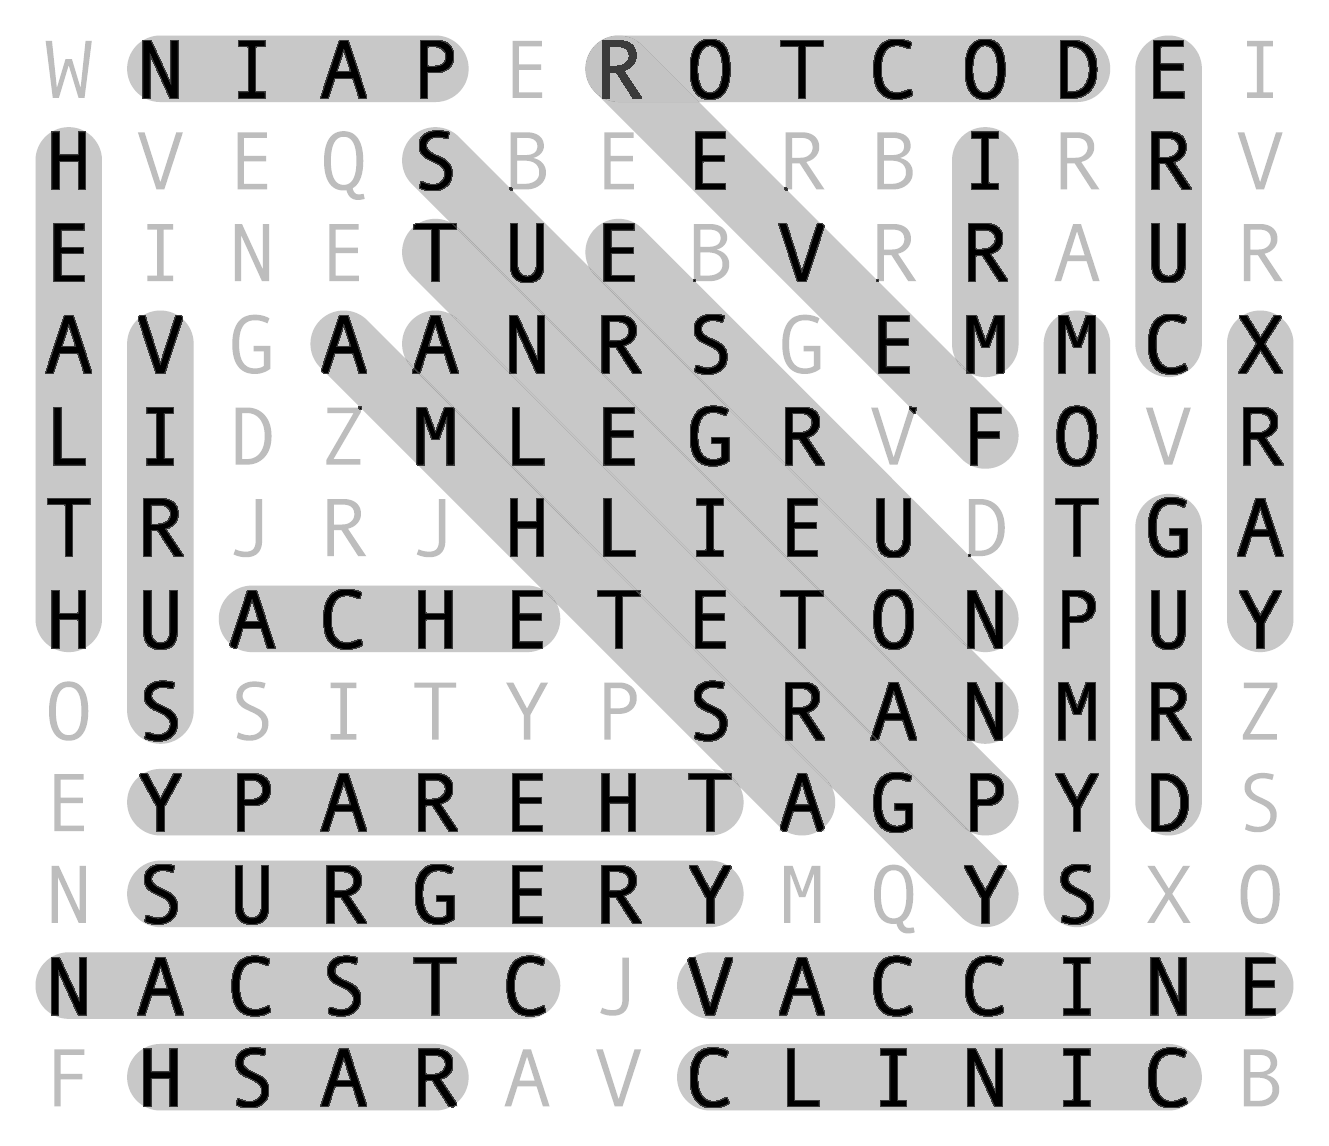 W N I A P E R O T C O D E I
H V E Q S B E E R B I R R V
E I N E T U E B V R R A U R
A V G A A N R S G E M M C X
L I D Z M L E G R V F O V R
T R J R J H L I E U D T G A
H U A C H E T E T O N P U Y
O S S I T Y P S R A N M R Z
E Y P A R E H T A G P Y D S
N S U R G E R Y M Q Y S X O
N A C S T C J V A C C I N E
F H S A R A V C L I N I C B